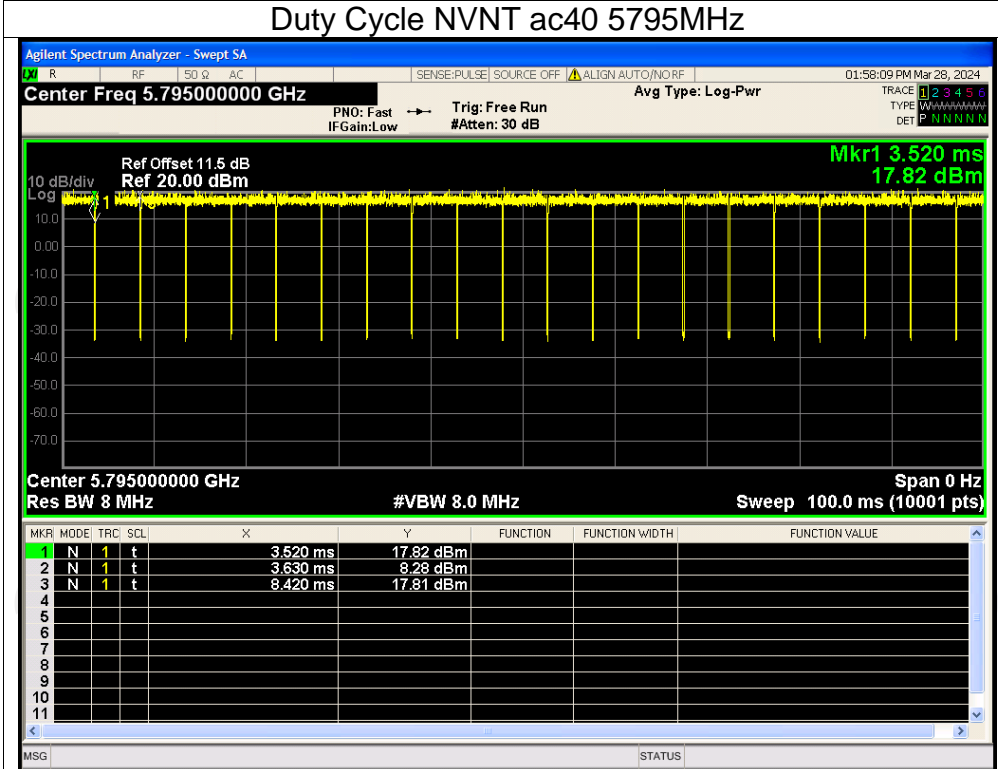 Duty Cycle NVNT ac40 5795MHz
Agilent Spectrum Analyzer - Swept SA
LXI R RF 50 Ω AC SENSE:PULSE SOURCE OFF ALIGN AUTO/NO RF 01:58:09 PM Mar 28, 2024
Center Freq 5.795000000 GHz
PNO: Fast
IFGain:Low
Trig: Free Run
#Atten: 30 dB
Avg Type: Log-Pwr
TRACE 1 2 3 4 5 6
TYPE W
DET P N N N N N
Mkr1 3.520 ms
17.82 dBm
Ref Offset 11.5 dB
10 dB/div Ref 20.00 dBm
Log
1
10.0
0.00
-10.0
-20.0
-30.0
-40.0
-50.0
-60.0
-70.0
Center 5.795000000 GHz Span 0 Hz
Res BW 8 MHz #VBW 8.0 MHz Sweep 100.0 ms (10001 pts)
MKR MODE TRC SCL X Y FUNCTION FUNCTION WIDTH FUNCTION VALUE
1 N 1 t 3.520 ms 17.82 dBm
2 N 1 t 3.630 ms 8.28 dBm
3 N 1 t 8.420 ms 17.81 dBm
4
5
6
7
8
9
10
11
MSG STATUS